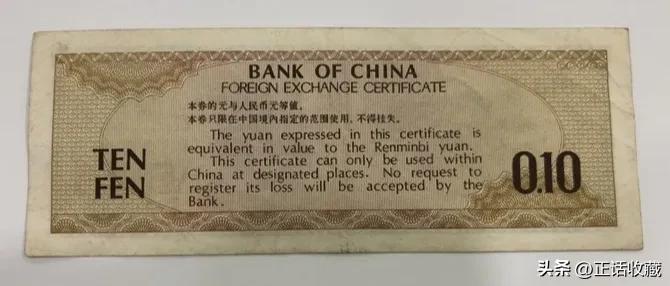 BANK OF CHINA
FOREIGN EXCHANGE CERTIFICATE
本券的元与人民币元等值。
本券只限在中国境内指定的范围使用，不得挂失。
The yuan expressed in this certificate is
equivalent in value to the Renminbi yuan.
This certificate can only be used within
China at designated places. No request to
register its loss will be accepted by the
Bank.
TEN
FEN
0.10
头条 @正话收藏